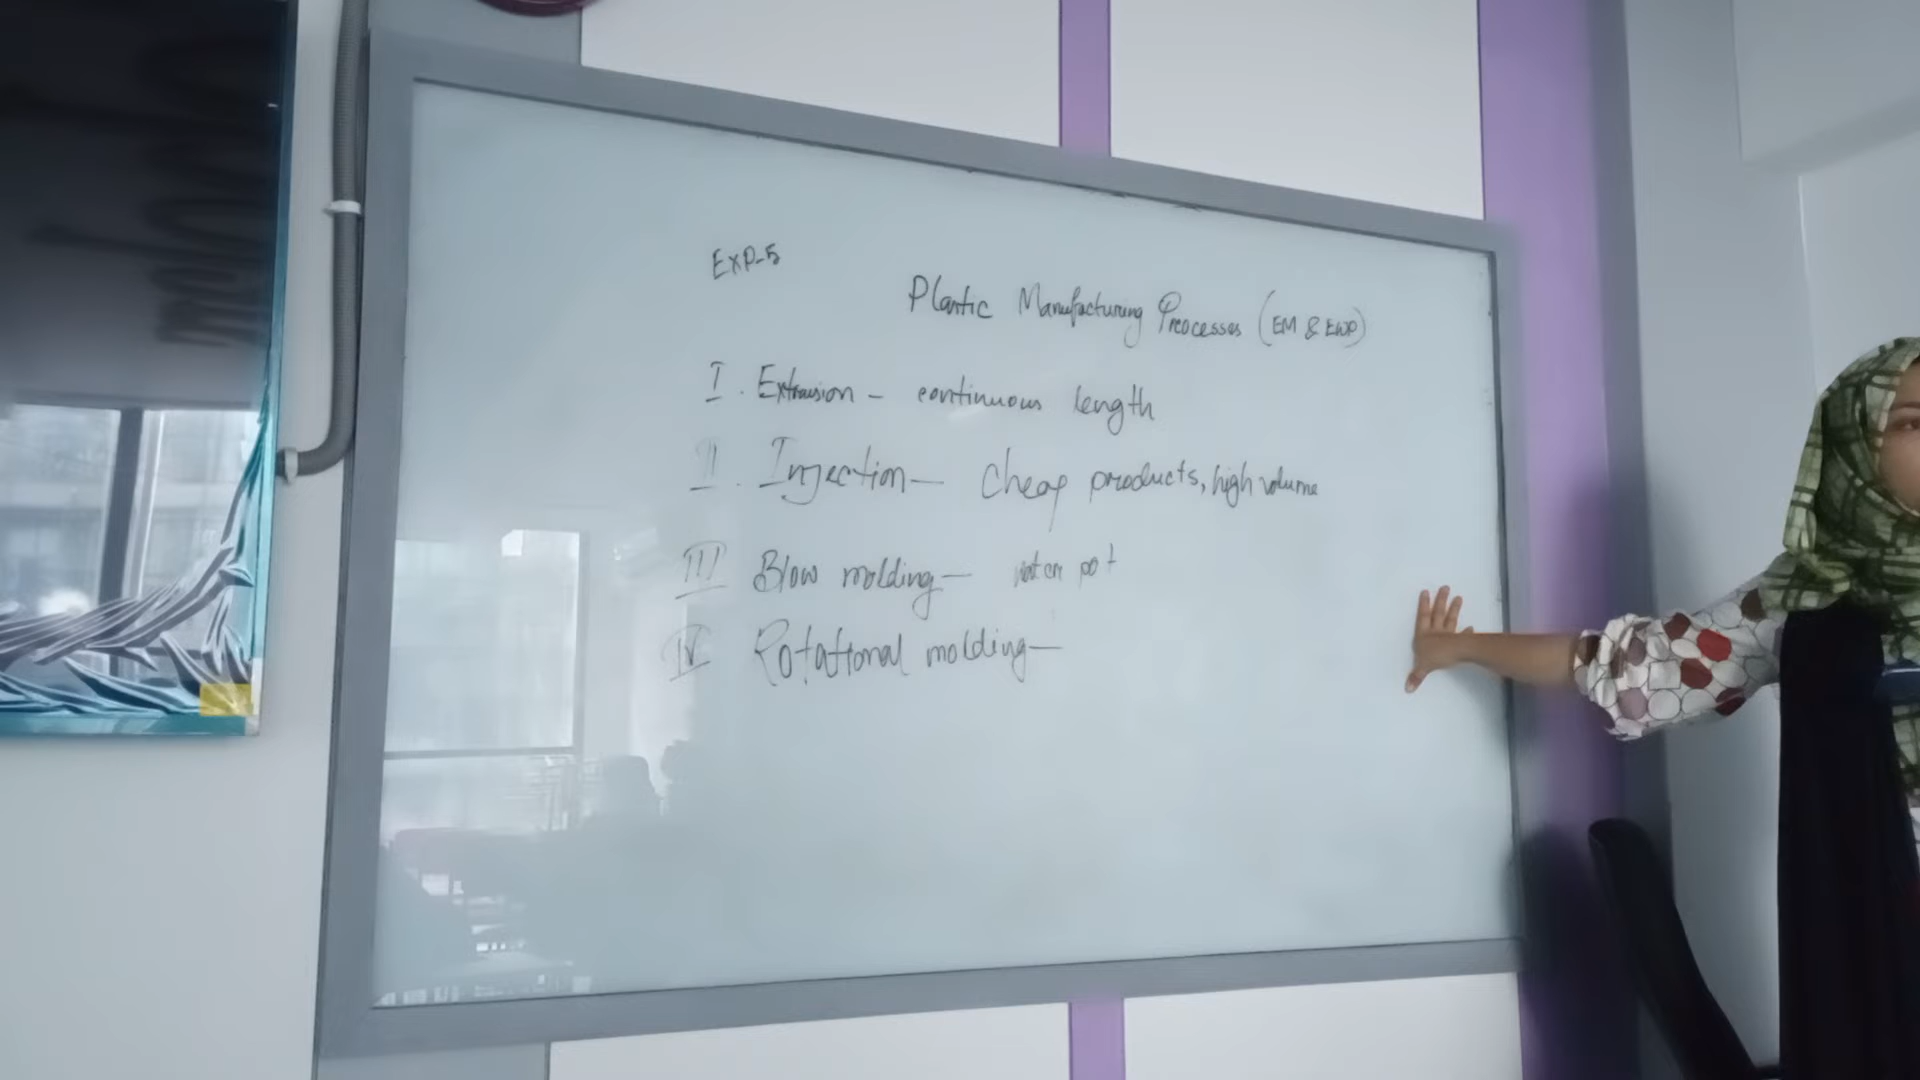 EXP-5
Plastic Manufacturing Processes (EM & EWP)
I. Extrusion - continuous length
II. Injection - Cheap products, high volume
III Blow molding - water pot
IV Rotational molding -